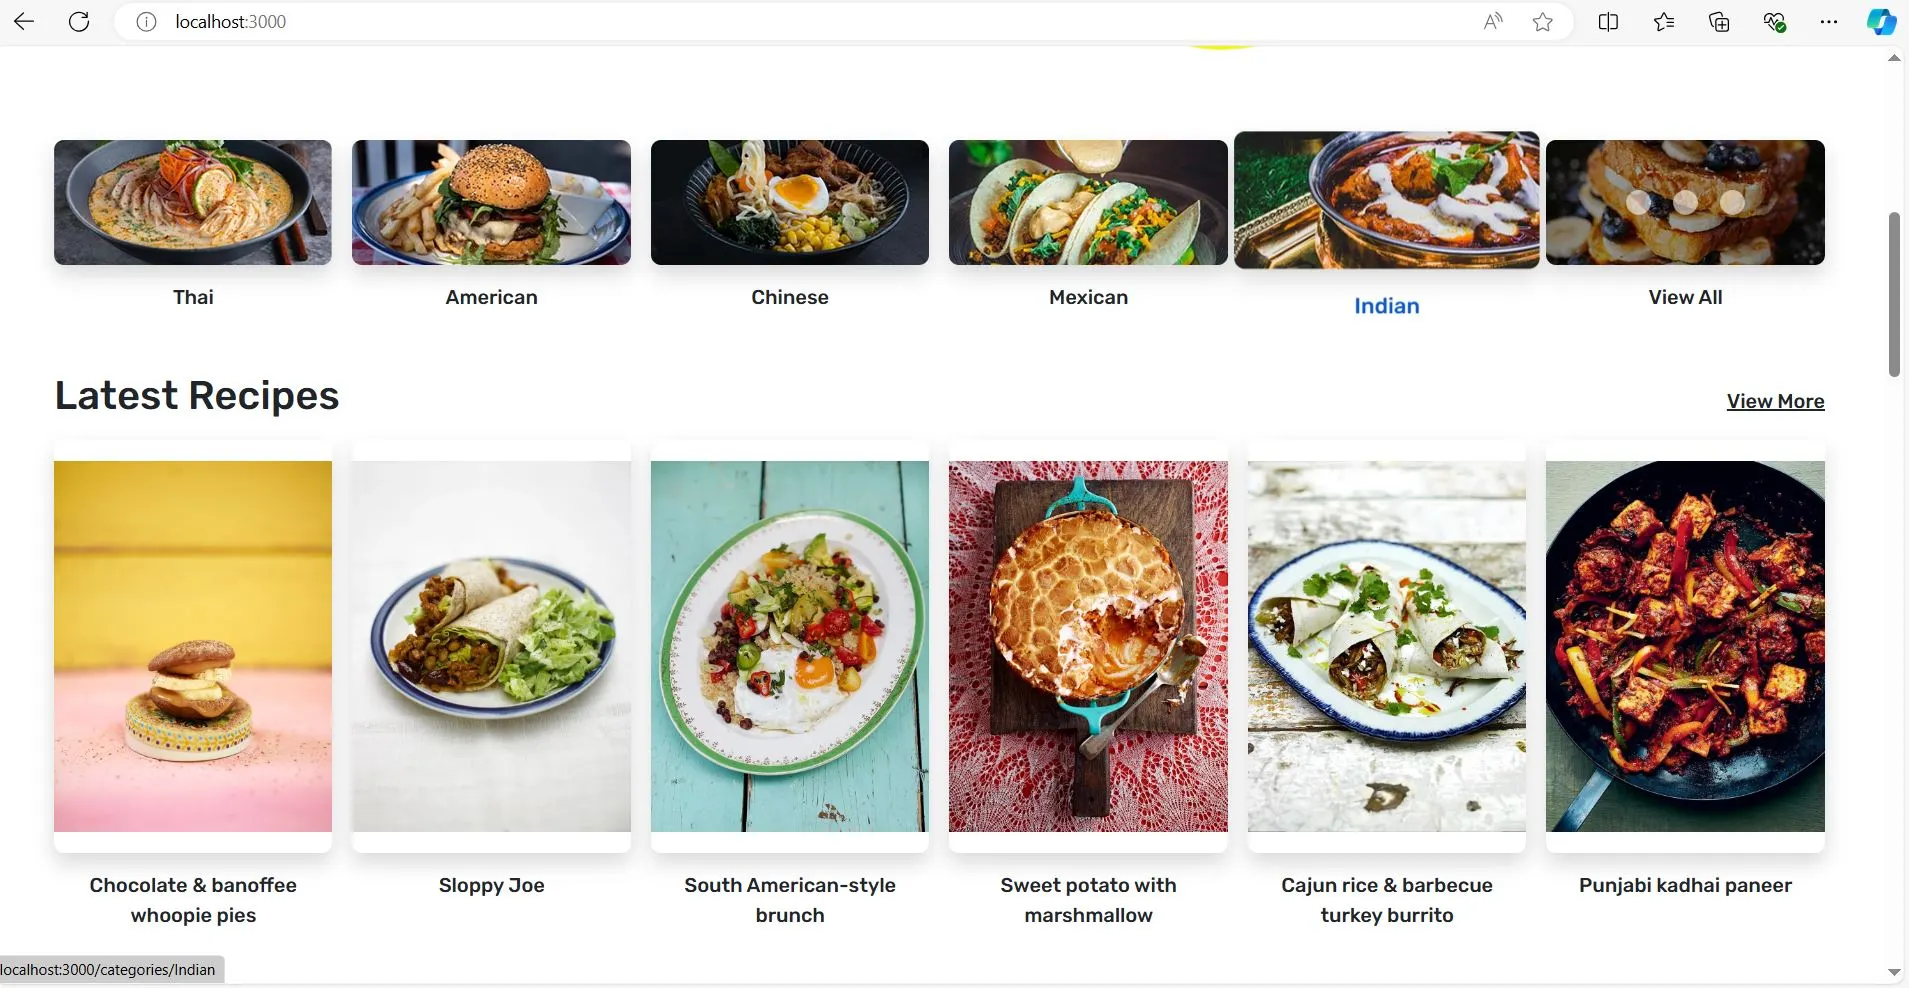 localhost:3000
Thai
American
Chinese
Mexican
Indian
View All
Latest Recipes
View More
Chocolate & banoffee
whoopie pies
Sloppy Joe
South American-style
brunch
Sweet potato with
marshmallow
Cajun rice & barbecue
turkey burrito
Punjabi kadhai paneer
localhost:3000/categories/Indian